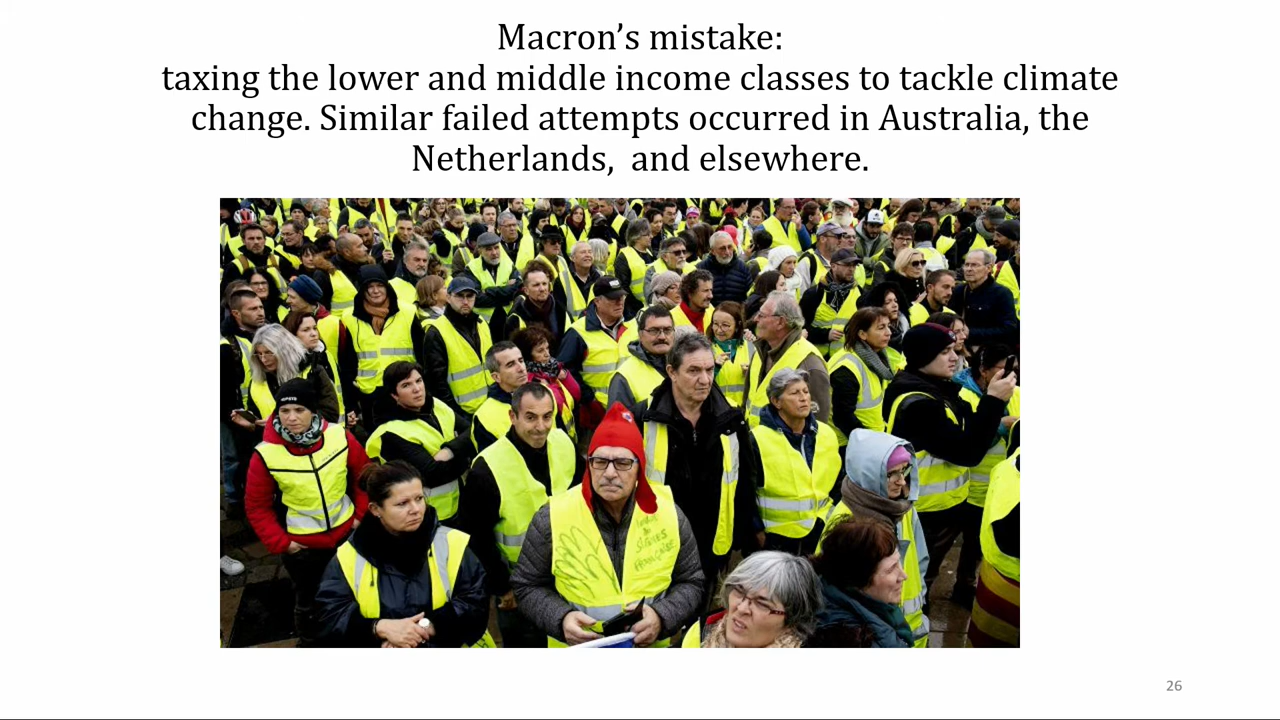 Macron’s mistake:
taxing the lower and middle income classes to tackle climate
change. Similar failed attempts occurred in Australia, the
Netherlands,  and elsewhere.
26